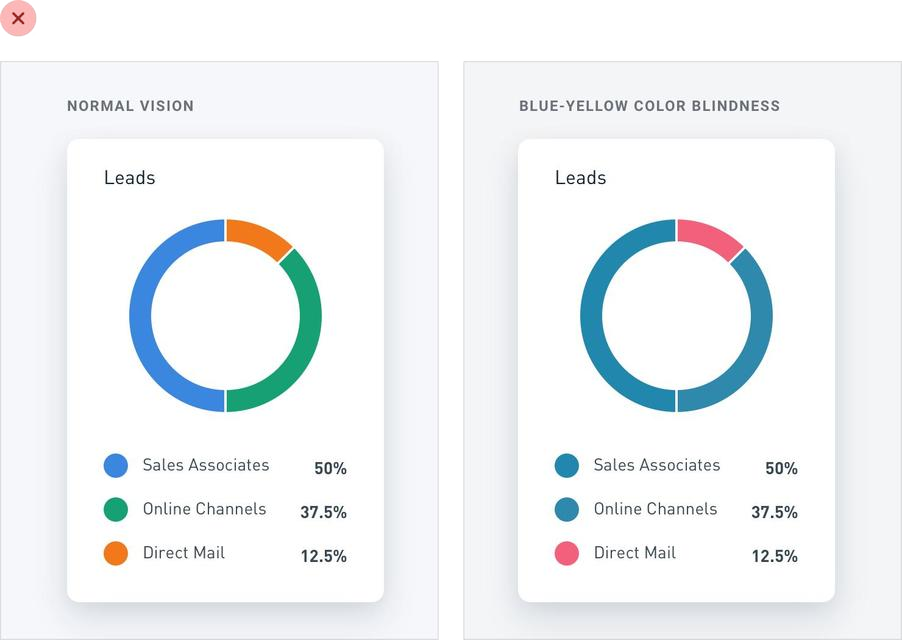 NORMAL VISION
Leads
Sales Associates 50%
Online Channels 37.5%
Direct Mail 12.5%
BLUE-YELLOW COLOR BLINDNESS
Leads
Sales Associates 50%
Online Channels 37.5%
Direct Mail 12.5%